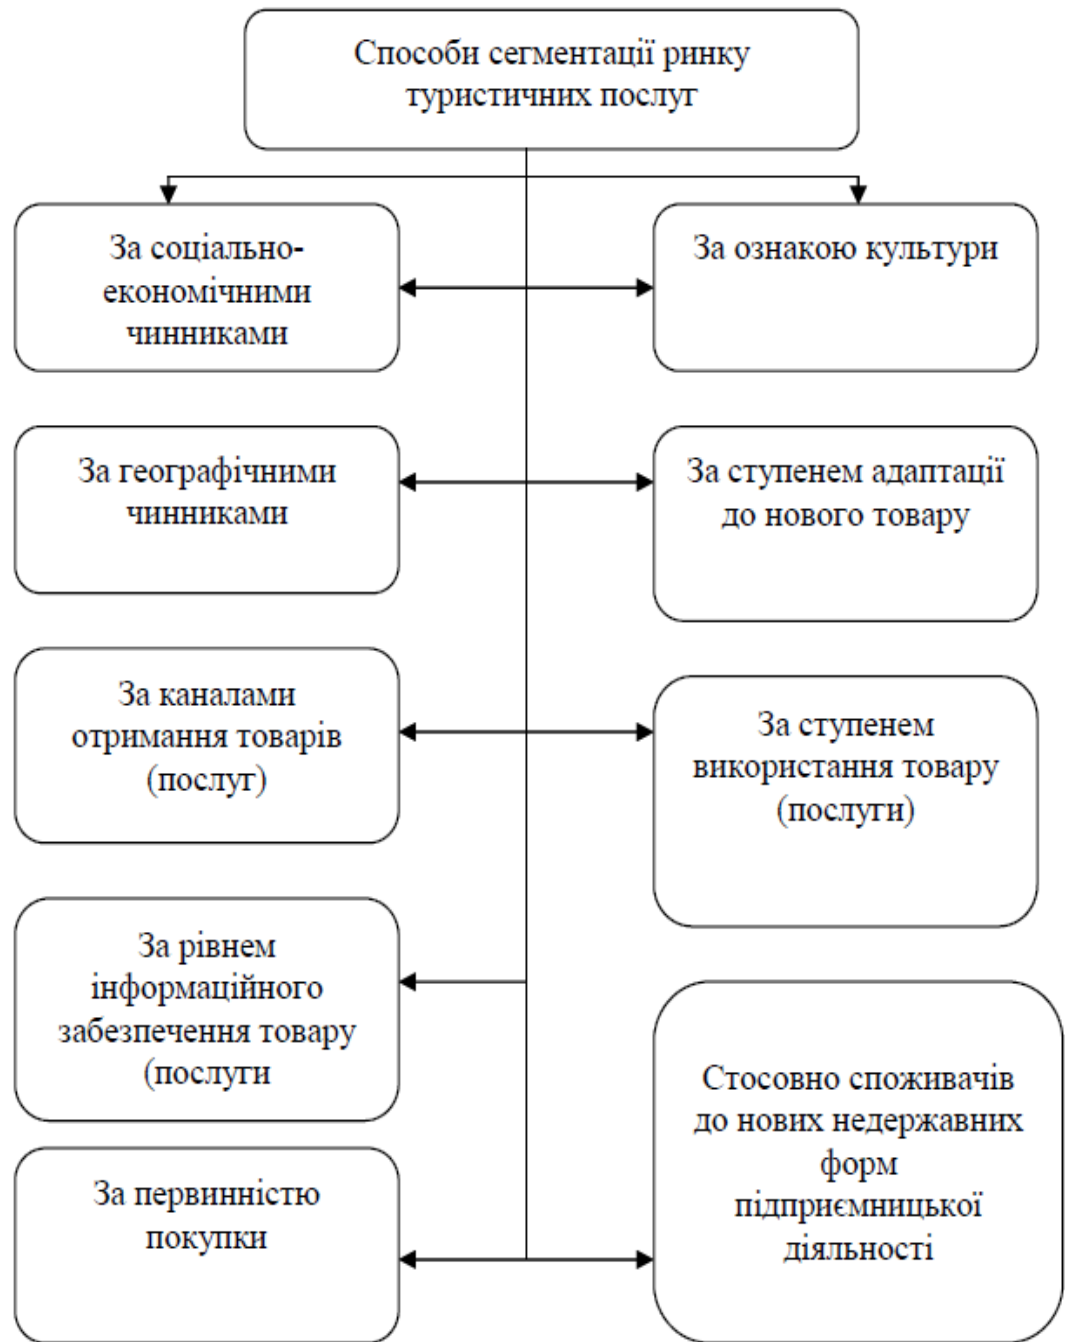 Способи сегментації ринку
туристичних послуг
За соціально-
економічними
чинниками
За ознакою культури
За географічними
чинниками
За ступенем адаптації
до нового товару
За каналами
отримання товарів
(послуг)
За ступенем
використання товару
(послуги)
За рівнем
інформаційного
забезпечення товару
(послуги
Стосовно споживачів
до нових недержавних
форм
підприємницької
діяльності
За первинністю
покупки